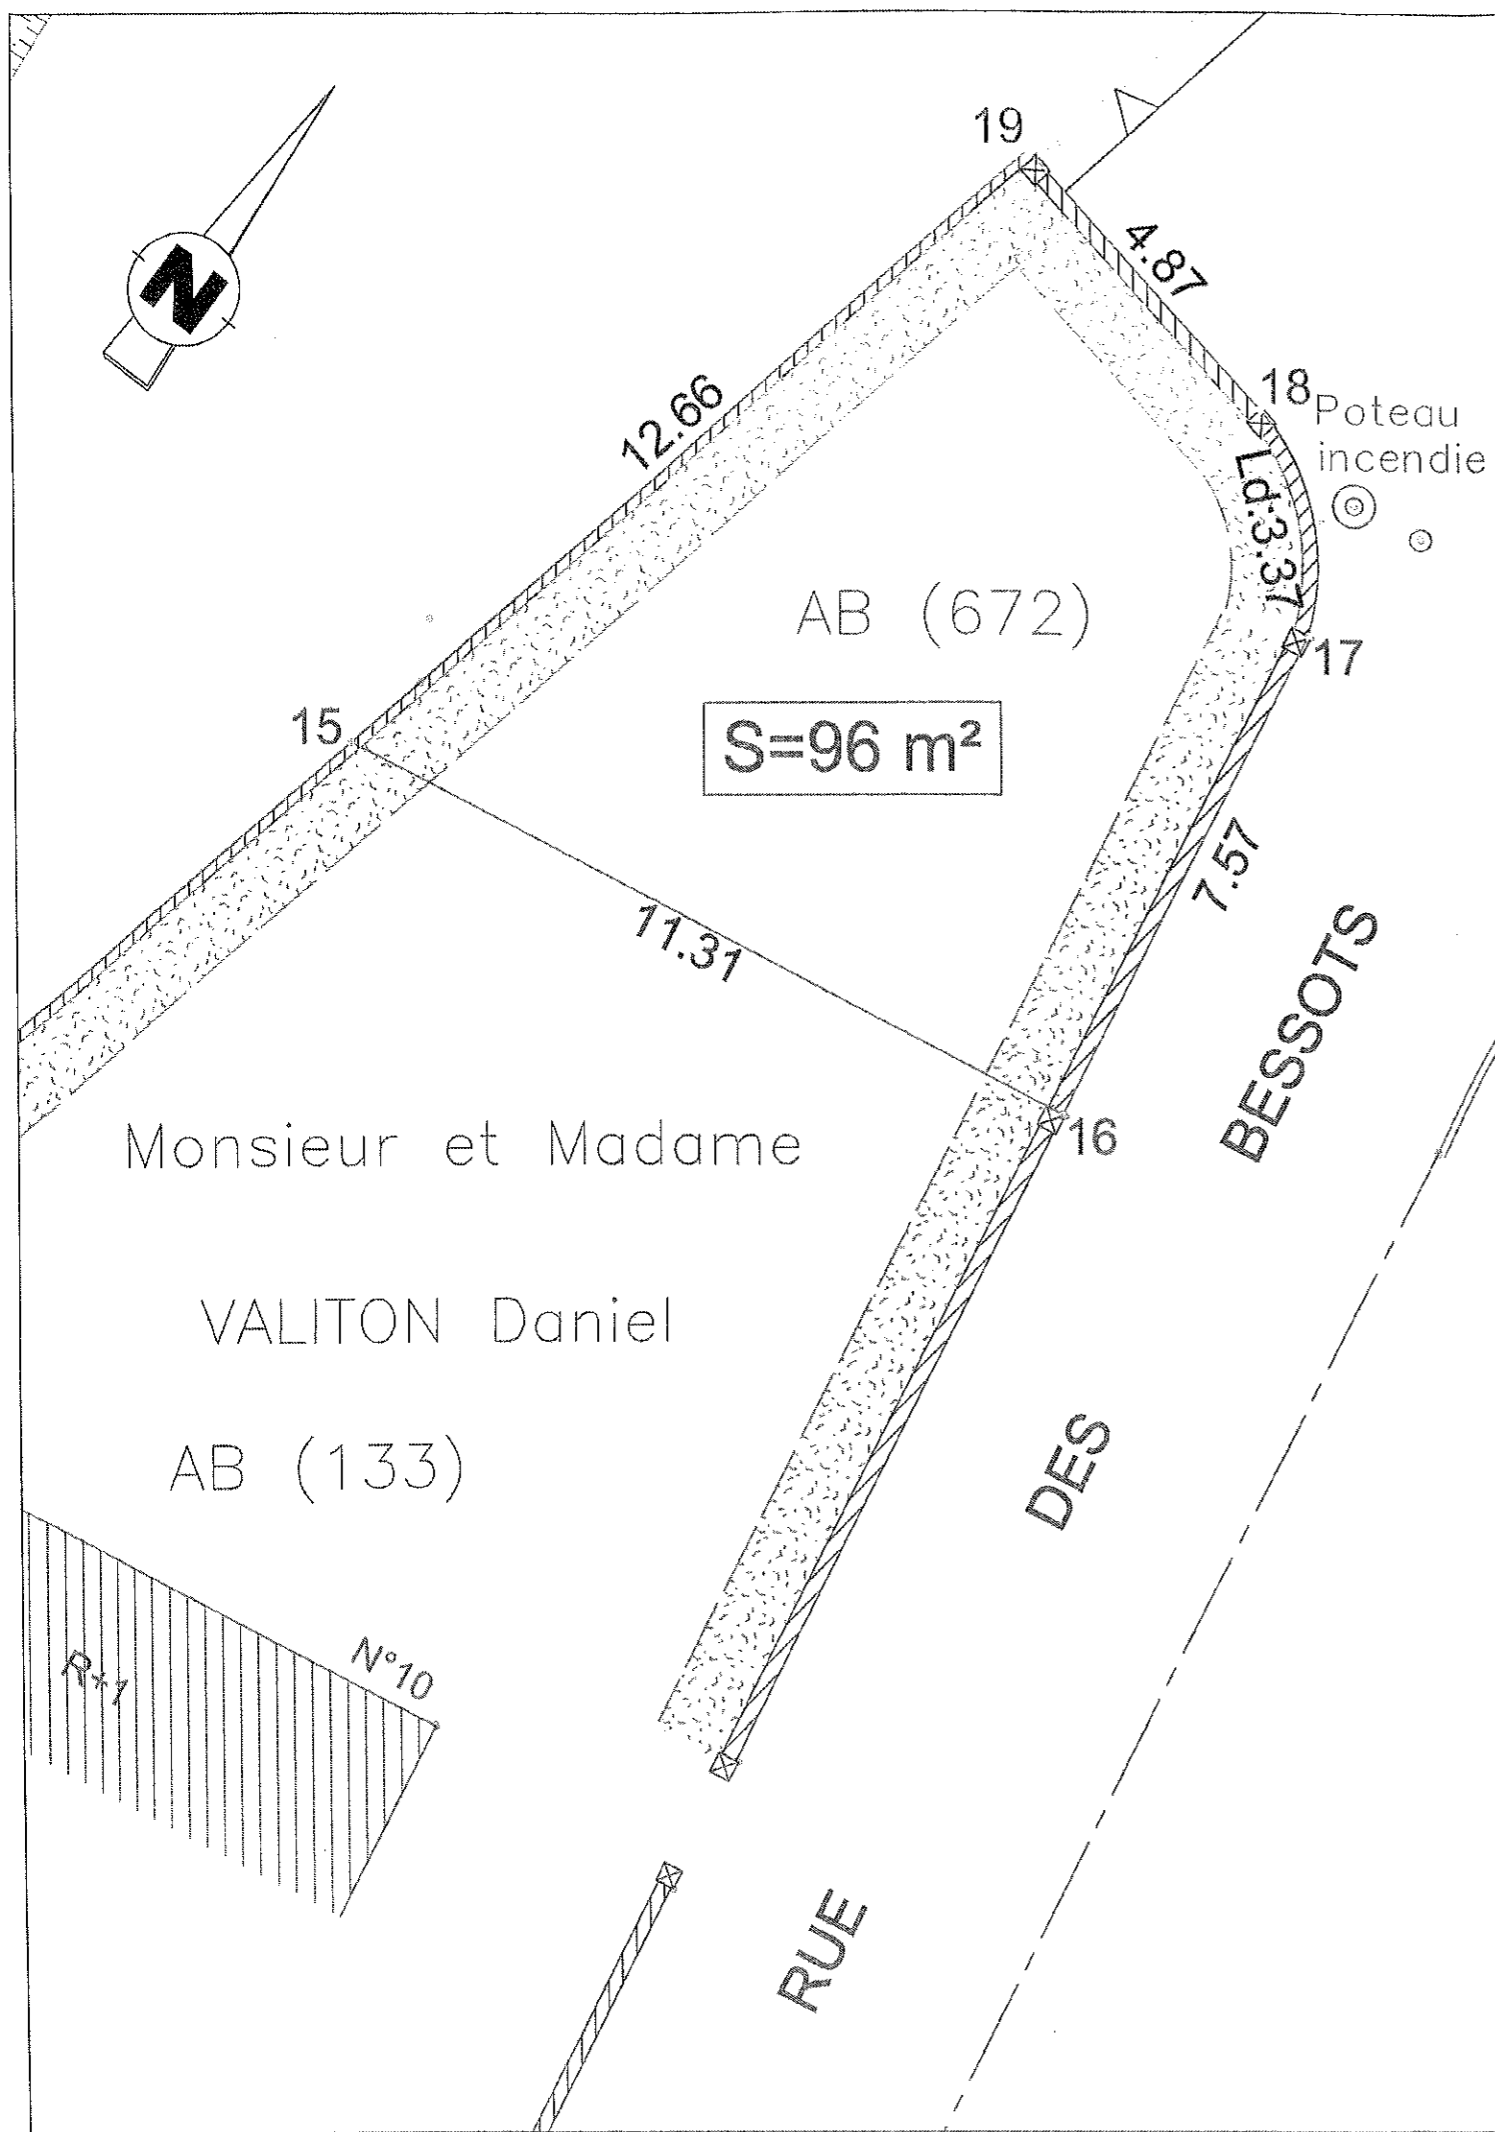 19
N
4.87
18
Poteau
incendie
12.66
Ld:3.37
AB (672)
17
15
S=96 m²
7.57
11.31
BESSOTS
16
Monsieur et Madame
VALITON Daniel
DES
AB (133)
N°10
R+1
RUE